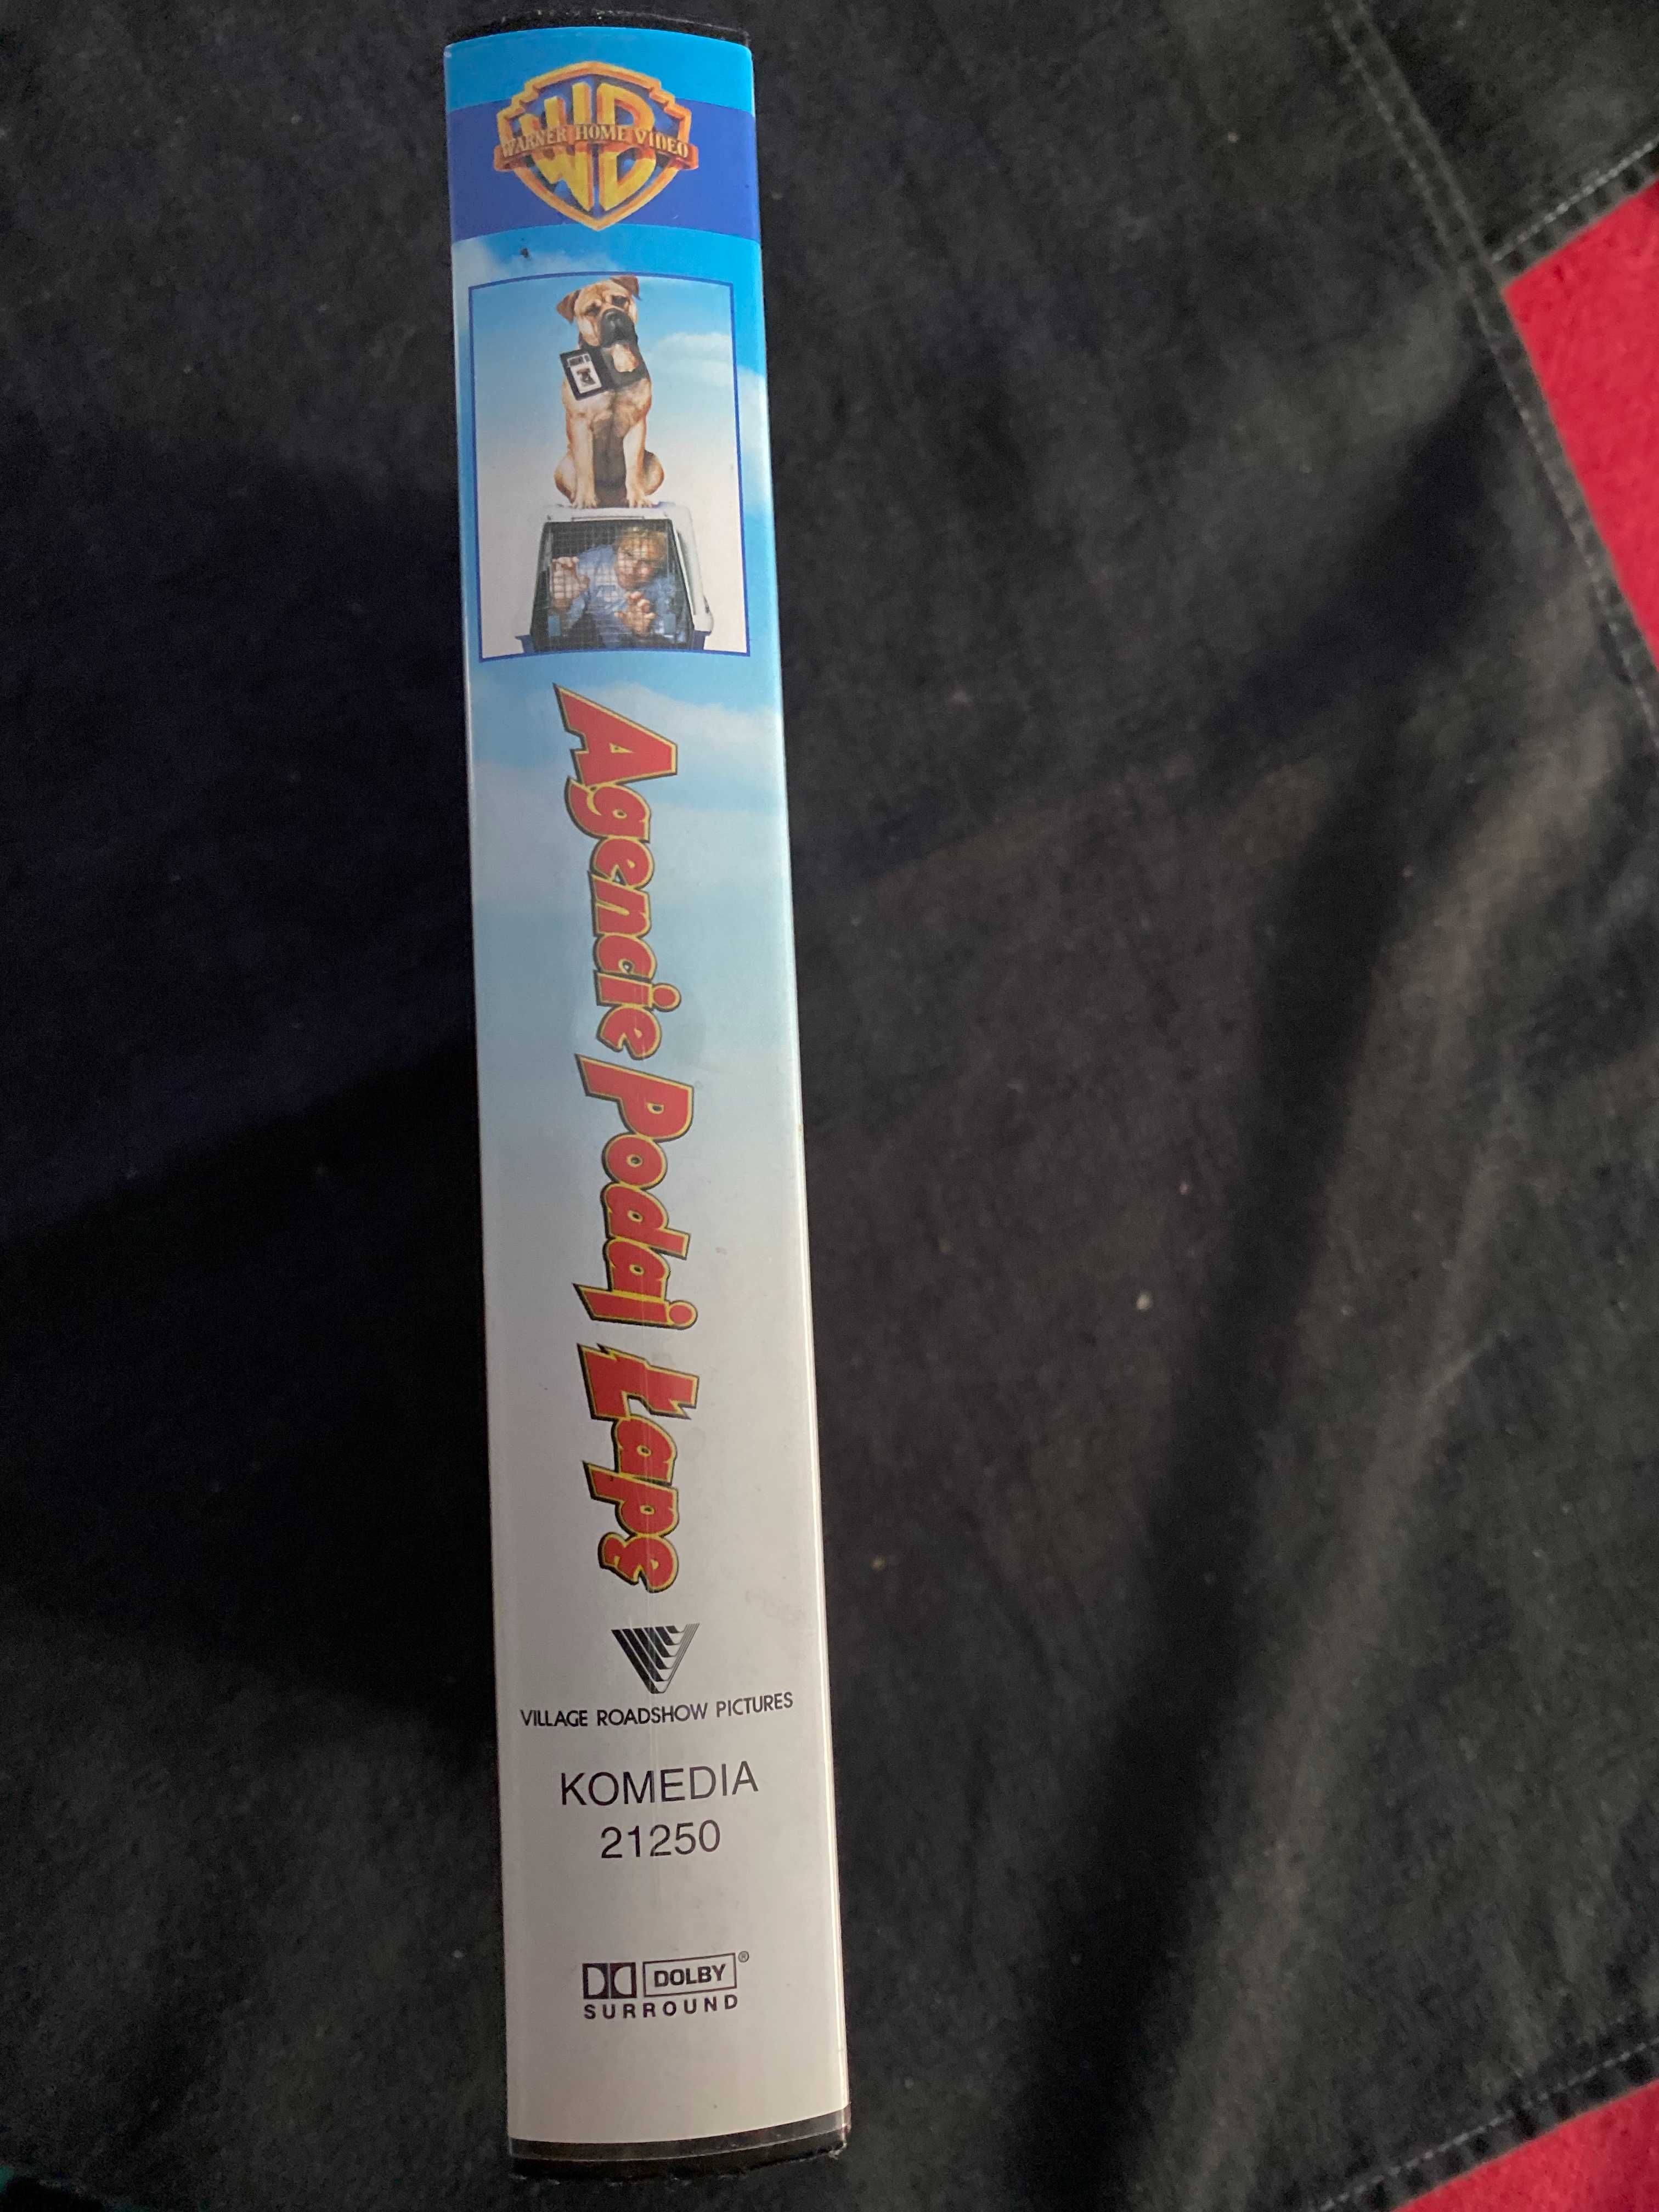 WARNER HOME VIDEO
WB
Agencie Podaj Łapę
VILLAGE ROADSHOW PICTURES
KOMEDIA
21250
DOLBY®
SURROUND